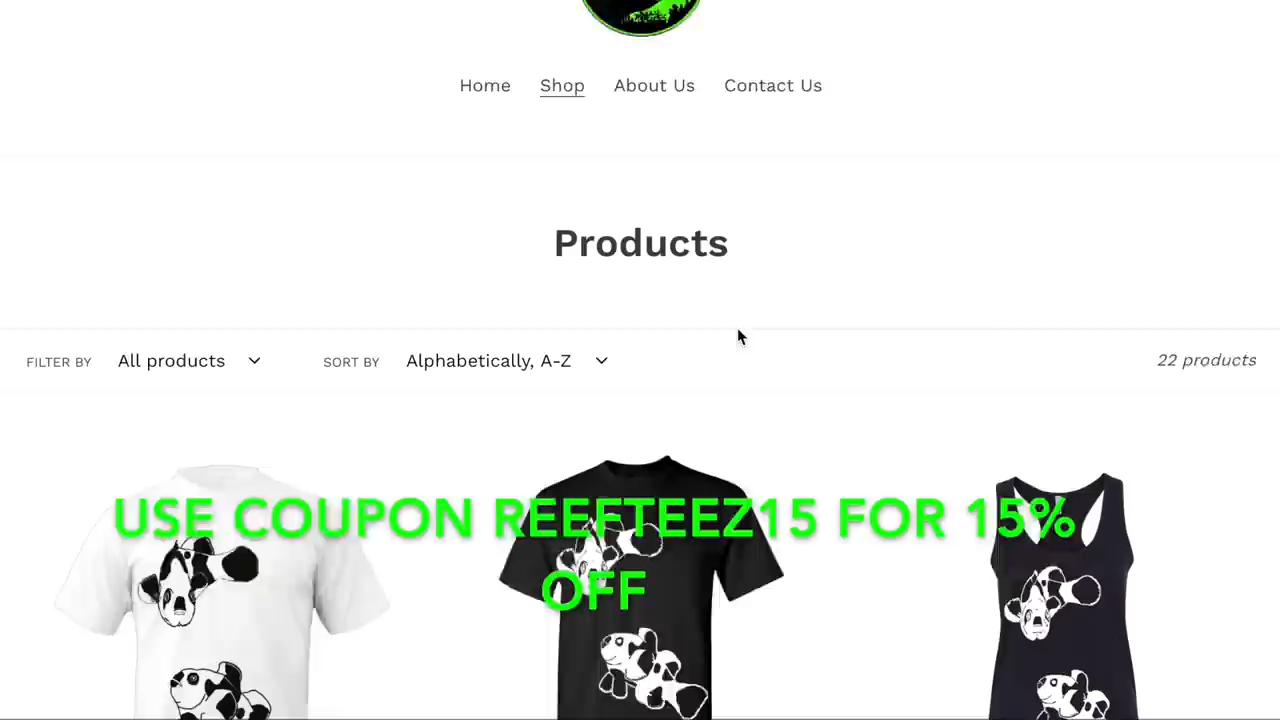 Home Shop About Us Contact Us
Products
FILTER BY All products SORT BY Alphabetically, A-Z 22 products
USE COUPON REEFTEEZ15 FOR 15%
OFF